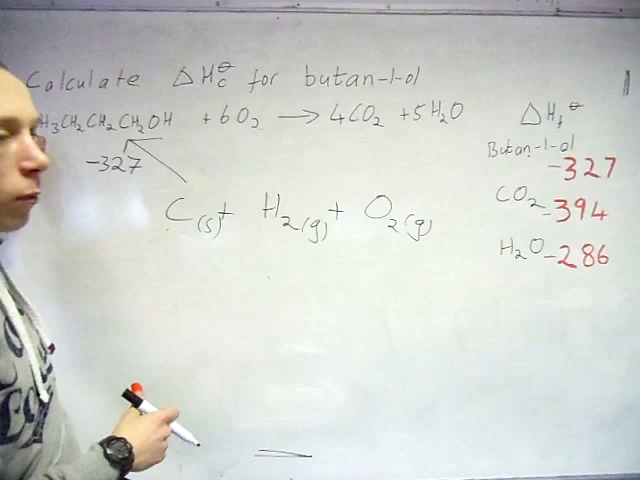 Calculate ΔHc⦵ for butan-1-ol
H3CH2CH2CH2OH + 6O2 → 4CO2 + 5H2O
ΔHf⦵
Butan-1-ol
-327
-327
C(s) + H2(g) + O2(g)
CO2 -394
H2O -286